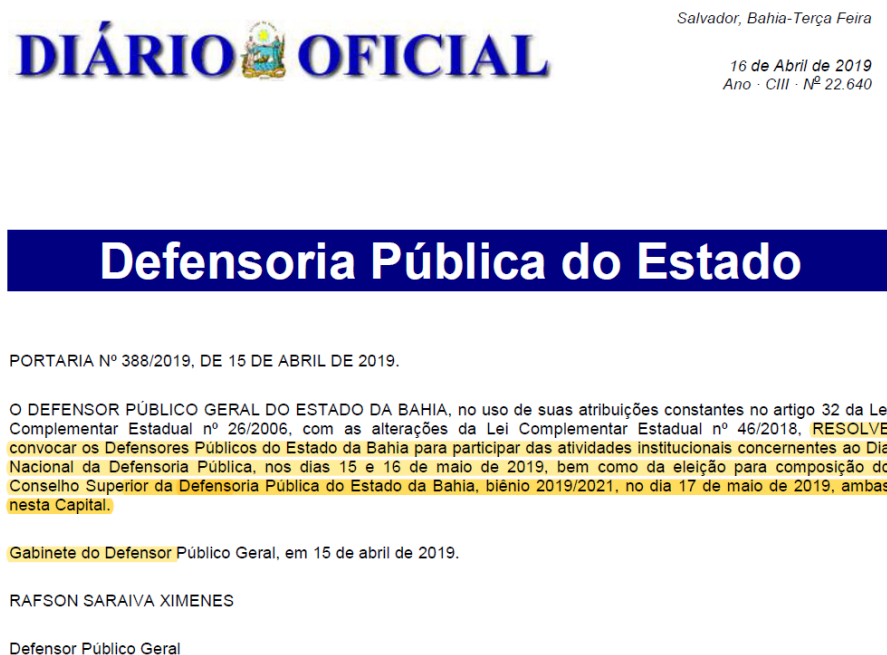 DIÁRIO OFICIAL
Salvador, Bahia-Terça Feira
16 de Abril de 2019
Ano · CIII · Nº 22.640
Defensoria Pública do Estado
PORTARIA Nº 388/2019, DE 15 DE ABRIL DE 2019.
O DEFENSOR PÚBLICO GERAL DO ESTADO DA BAHIA, no uso de suas atribuições constantes no artigo 32 da Lei
Complementar Estadual nº 26/2006, com as alterações da Lei Complementar Estadual nº 46/2018, RESOLVE
convocar os Defensores Públicos do Estado da Bahia para participar das atividades institucionais concernentes ao Dia
Nacional da Defensoria Pública, nos dias 15 e 16 de maio de 2019, bem como da eleição para composição do
Conselho Superior da Defensoria Pública do Estado da Bahia, biênio 2019/2021, no dia 17 de maio de 2019, ambas
nesta Capital.
Gabinete do Defensor Público Geral, em 15 de abril de 2019.
RAFSON SARAIVA XIMENES
Defensor Público Geral